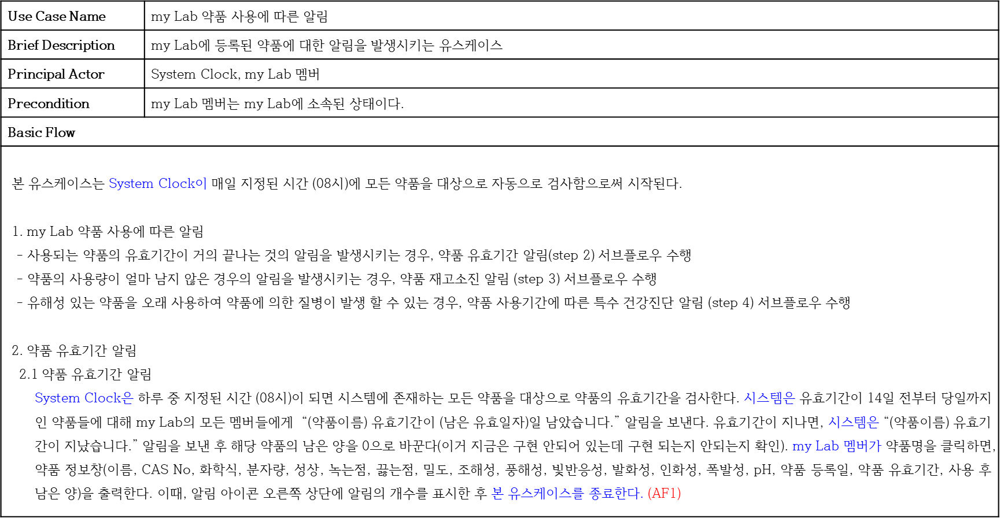 Use Case Name my Lab 약품 사용에 따른 알림
Brief Description my Lab에 등록된 약품에 대한 알림을 발생시키는 유스케이스
Principal Actor System Clock, my Lab 멤버
Precondition my Lab 멤버는 my Lab에 소속된 상태이다.
Basic Flow
본 유스케이스는 System Clock이 매일 지정된 시간 (08시)에 모든 약품을 대상으로 자동으로 검사함으로써 시작된다.
1. my Lab 약품 사용에 따른 알림
- 사용되는 약품의 유효기간이 거의 끝나는 것의 알림을 발생시키는 경우, 약품 유효기간 알림(step 2) 서브플로우 수행
- 약품의 사용량이 얼마 남지 않은 경우의 알림을 발생시키는 경우, 약품 재고소진 알림 (step 3) 서브플로우 수행
- 유해성 있는 약품을 오래 사용하여 약품에 의한 질병이 발생 할 수 있는 경우, 약품 사용기간에 따른 특수 건강진단 알림 (step 4) 서브플로우 수행
2. 약품 유효기간 알림
2.1 약품 유효기간 알림
System Clock은 하루 중 지정된 시간 (08시)이 되면 시스템에 존재하는 모든 약품을 대상으로 약품의 유효기간을 검사한다. 시스템은 유효기간이 14일 전부터 당일까지
인 약품들에 대해 my Lab의 모든 멤버들에게 “(약품이름) 유효기간이 (남은 유효일자)일 남았습니다.” 알림을 보낸다. 유효기간이 지나면, 시스템은 “(약품이름) 유효기
간이 지났습니다.” 알림을 보낸 후 해당 약품의 남은 양을 0으로 바꾼다(이거 지금은 구현 안되어 있는데 구현 되는지 안되는지 확인). my Lab 멤버가 약품명을 클릭하면,
약품 정보창(이름, CAS No, 화학식, 분자량, 성상, 녹는점, 끓는점, 밀도, 조해성, 풍해성, 빛반응성, 발화성, 인화성, 폭발성, pH, 약품 등록일, 약품 유효기간, 사용 후
남은 양)을 출력한다. 이때, 알림 아이콘 오른쪽 상단에 알림의 개수를 표시한 후 본 유스케이스를 종료한다. (AF1)